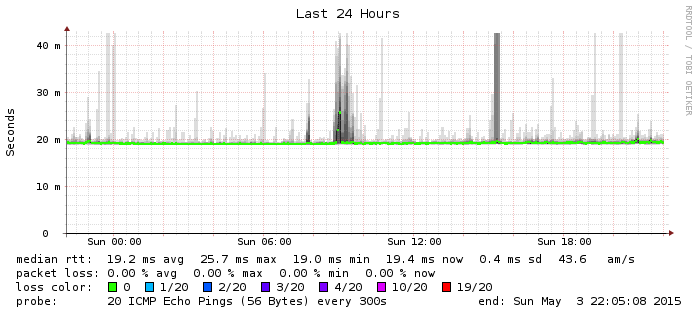 Last 24 Hours
RRDTOOL / TOBI OETIKER
Seconds
40 m
30 m
20 m
10 m
0
Sun 00:00 Sun 06:00 Sun 12:00 Sun 18:00
median rtt: 19.2 ms avg 25.7 ms max 19.0 ms min 19.4 ms now 0.4 ms sd 43.6 am/s
packet loss: 0.00 % avg 0.00 % max 0.00 % min 0.00 % now
loss color: 0 1/20 2/20 3/20 4/20 10/20 19/20
probe: 20 ICMP Echo Pings (56 Bytes) every 300s end: Sun May 3 22:05:08 2015